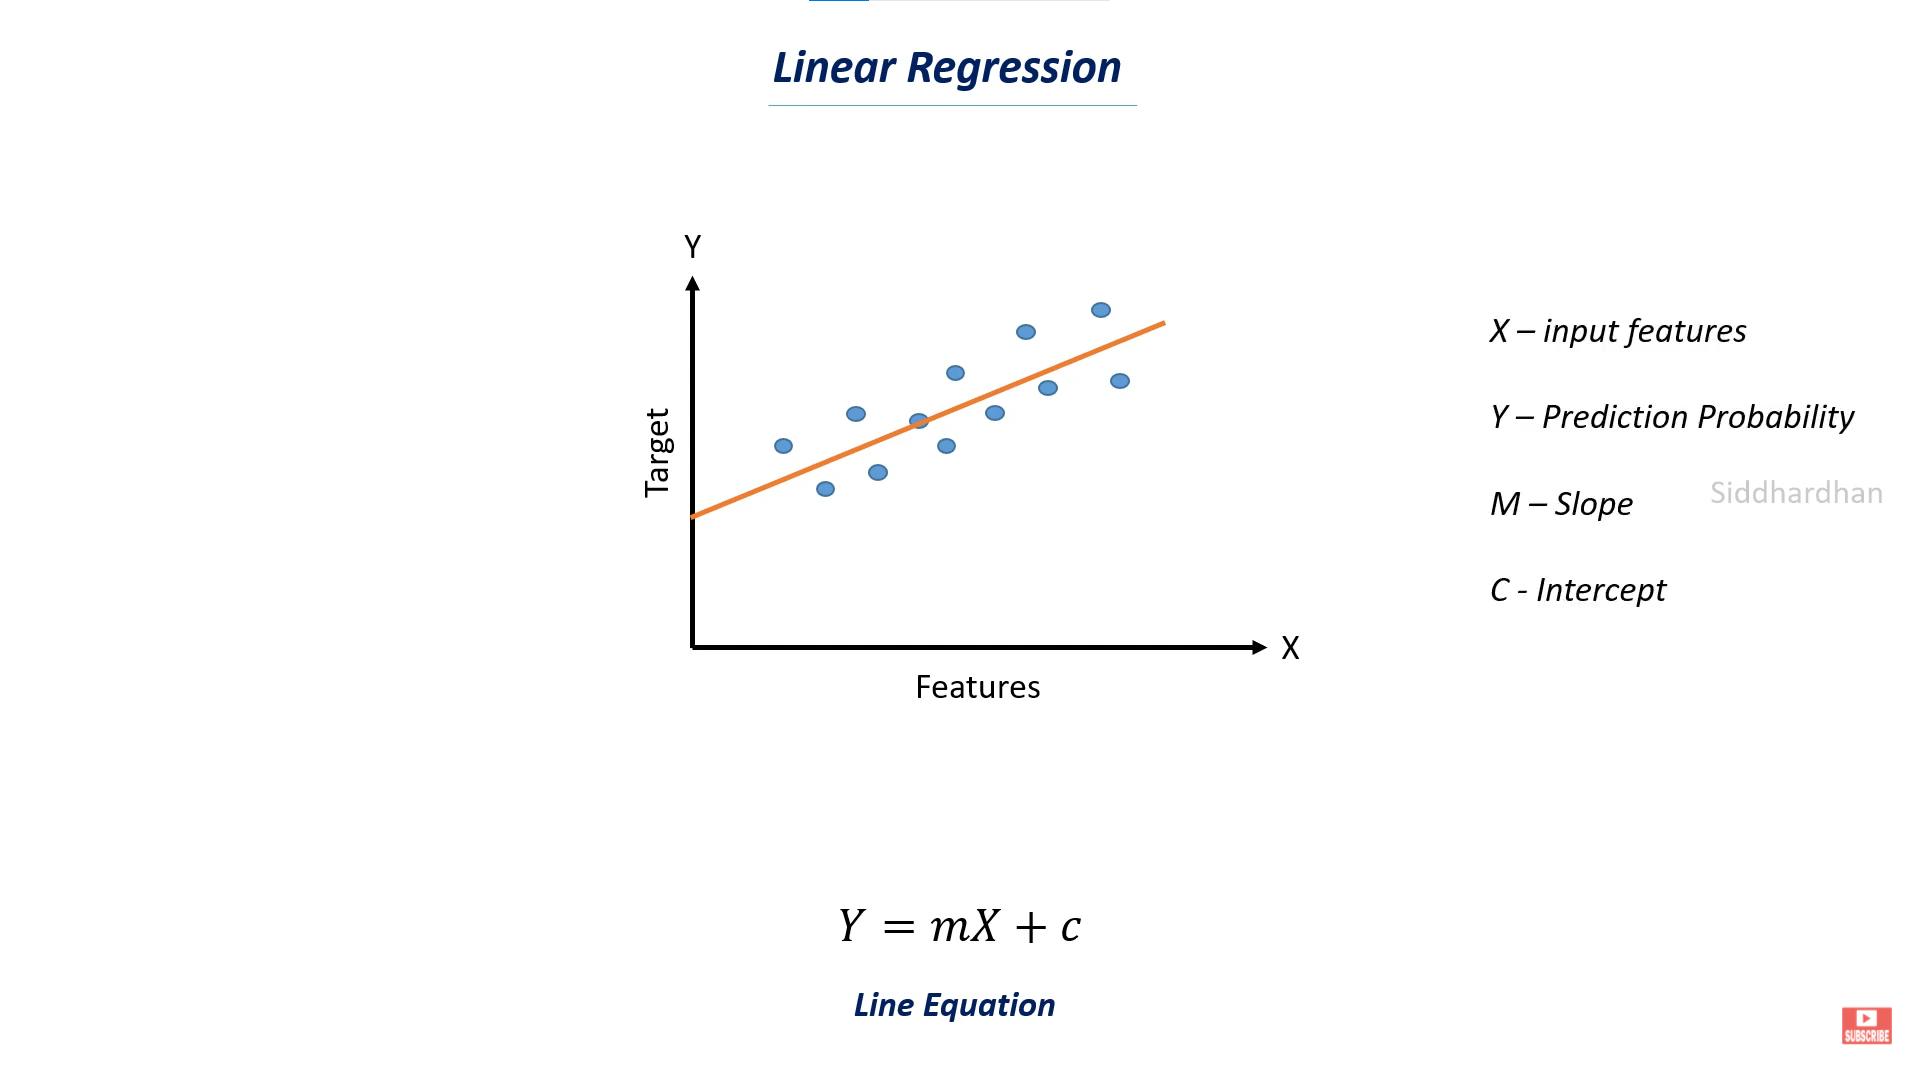 Linear Regression
Y
Target
X
Features
X – input features
Y – Prediction Probability
M – Slope
Siddhardhan
C - Intercept
Y = mX + c
Line Equation
SUBSCRIBE